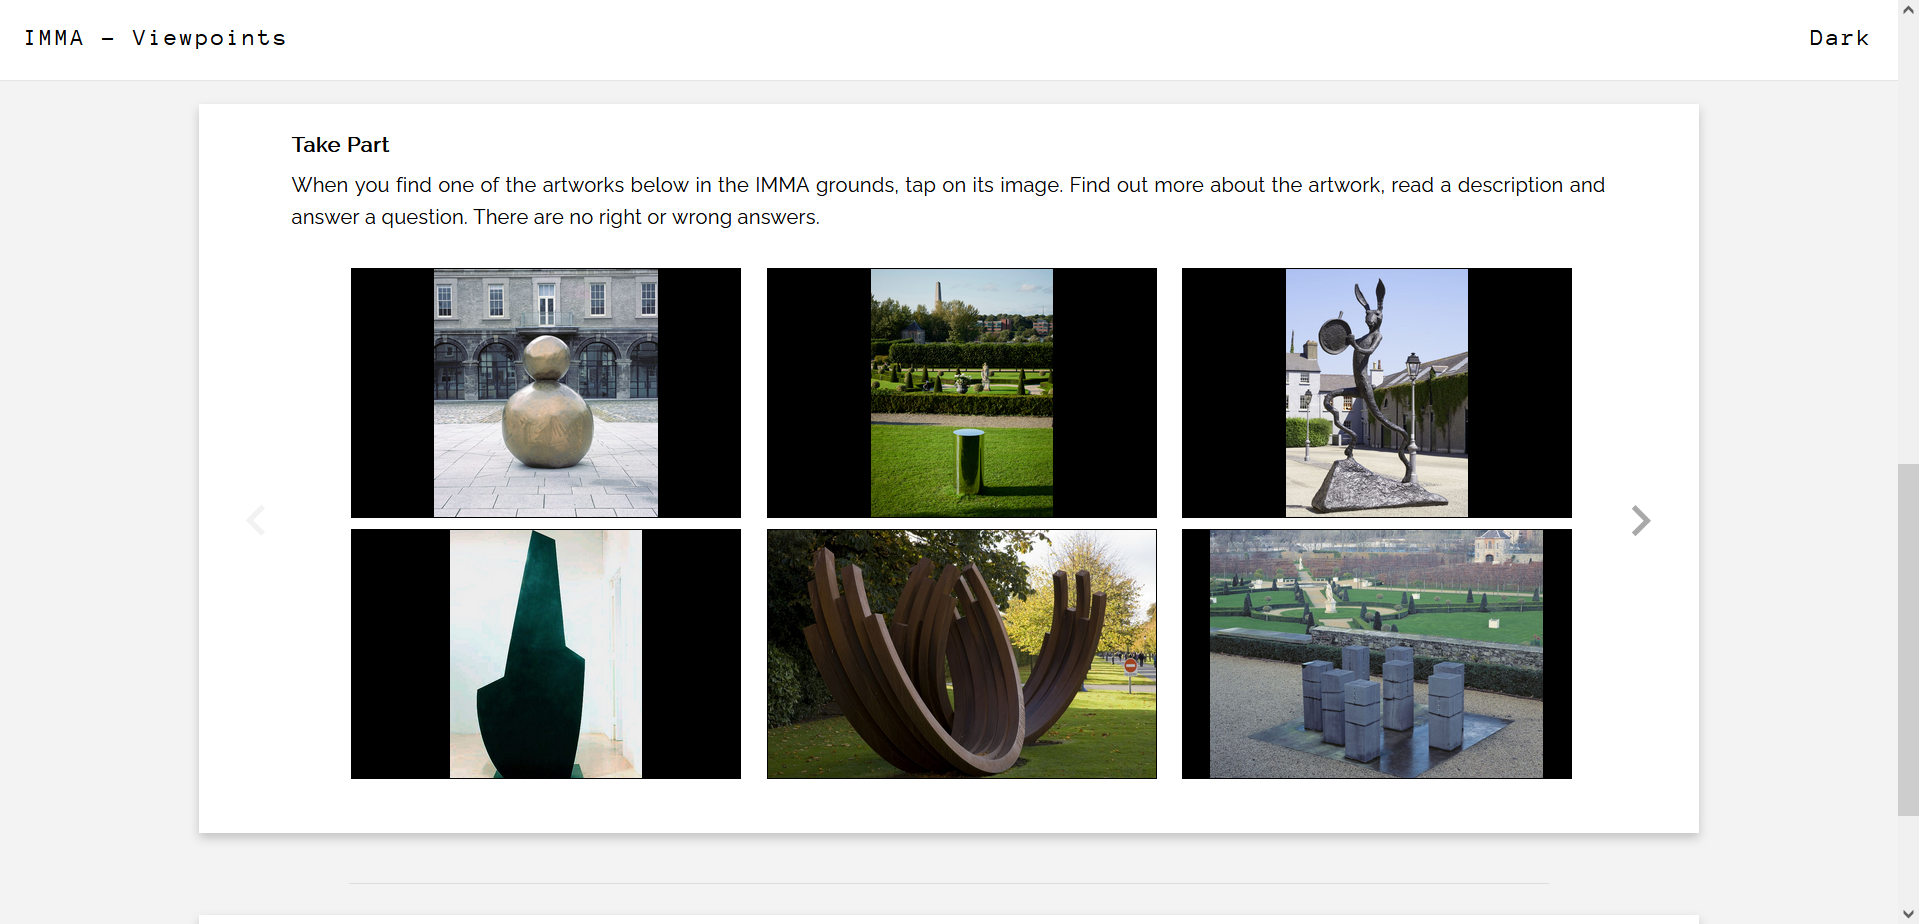 IMMA - Viewpoints
Dark
Take Part
When you find one of the artworks below in the IMMA grounds, tap on its image. Find out more about the artwork, read a description and
answer a question. There are no right or wrong answers.